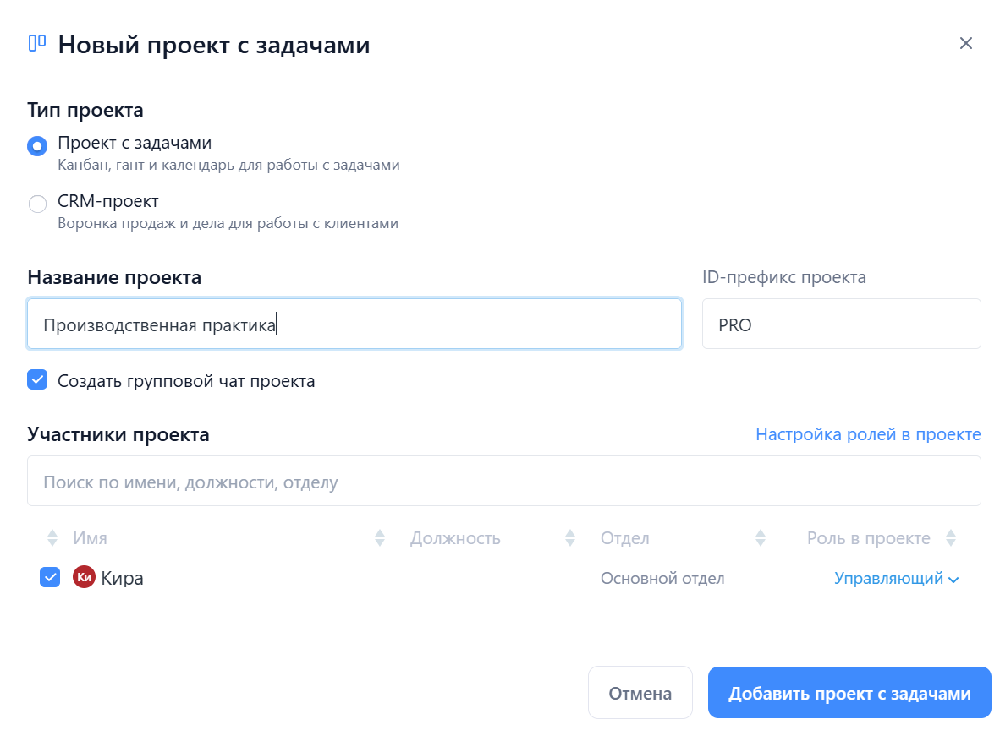 Новый проект с задачами
Тип проекта
Проект с задачами
Канбан, гант и календарь для работы с задачами
CRM-проект
Воронка продаж и дела для работы с клиентами
Название проекта
ID-префикс проекта
Производственная практика
PRO
Создать групповой чат проекта
Участники проекта
Настройка ролей в проекте
Поиск по имени, должности, отделу
Имя Должность Отдел Роль в проекте
Ки Кира Основной отдел Управляющий
Отмена Добавить проект с задачами